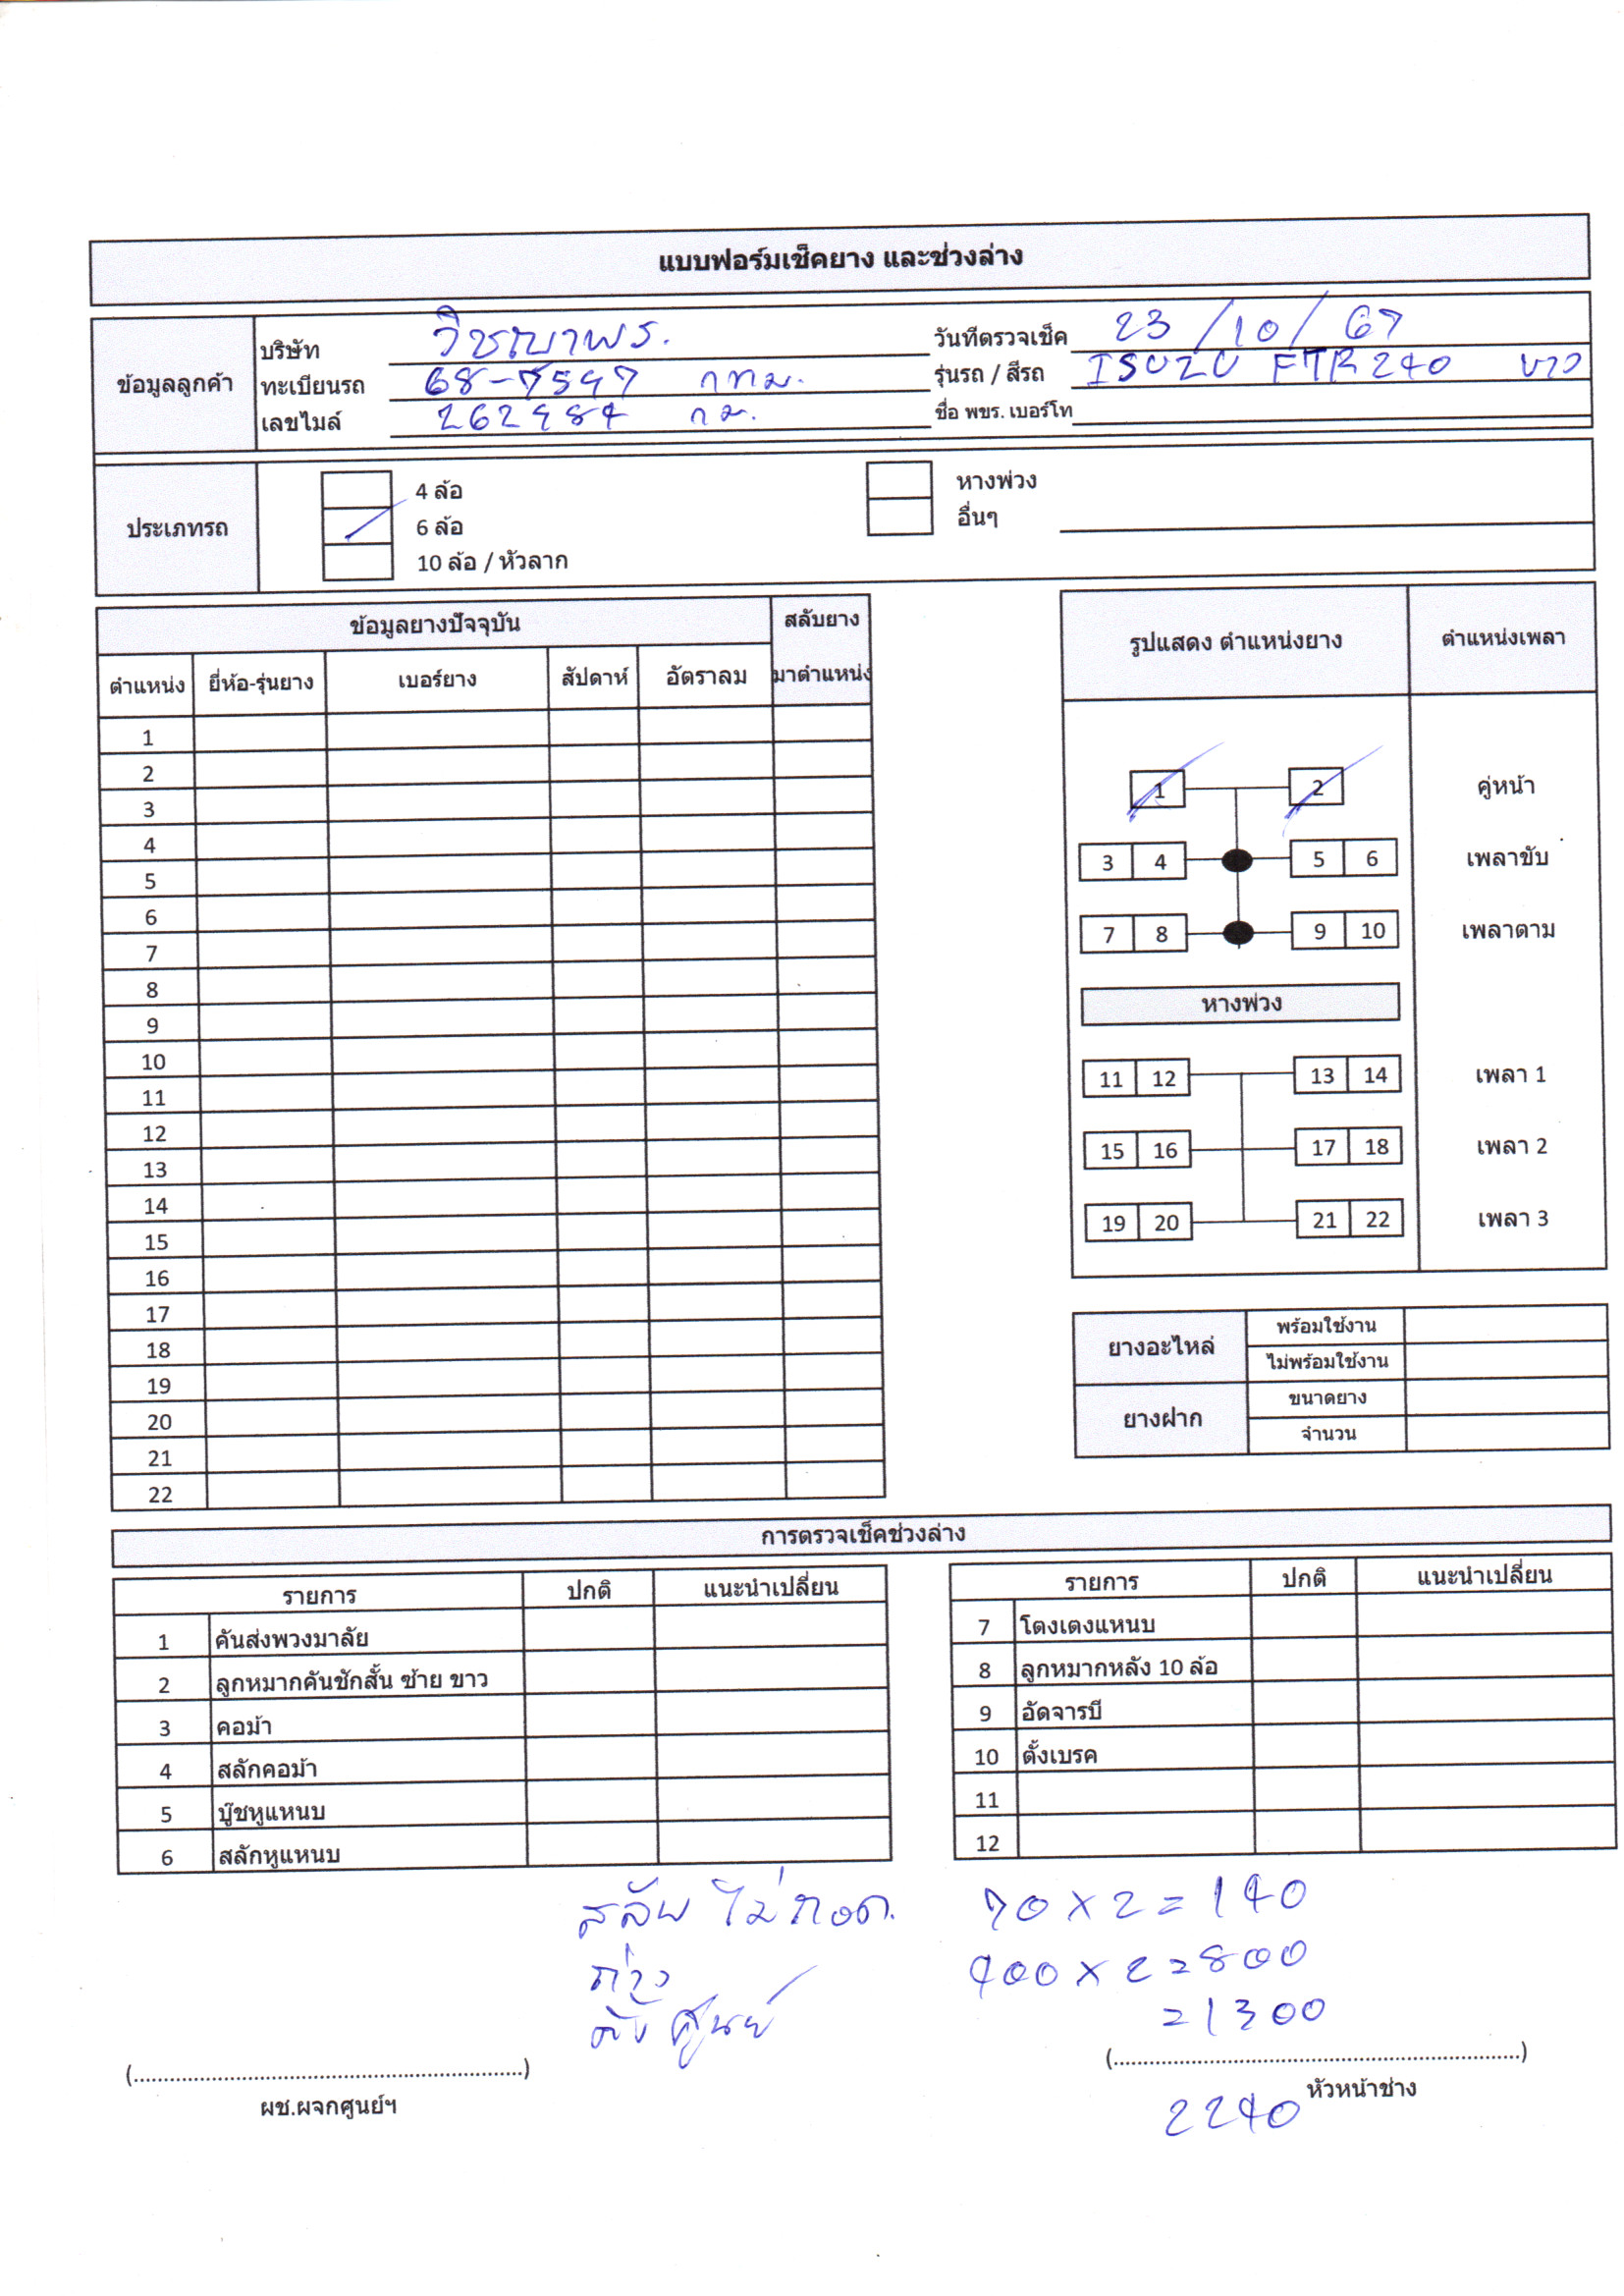 แบบฟอร์มเช็คยาง และช่วงล่าง
ข้อมูลลูกค้า
บริษัท วิชญาพร. วันที่ตรวจเช็ค 23/10/67
ทะเบียนรถ 68-7597 กทม. รุ่นรถ / สีรถ ISUZU FTR240 ขาว
เลขไมล์ 262984 กม. ชื่อ พขร. เบอร์โท
ประเภทรถ
4 ล้อ หางพ่วง
6 ล้อ อื่นๆ
10 ล้อ / หัวลาก
ข้อมูลยางปัจจุบัน สลับยาง
ตำแหน่ง ยี่ห้อ-รุ่นยาง เบอร์ยาง สัปดาห์ อัตราลม มาตำแหน่ง
1
2
3
4
5
6
7
8
9
10
11
12
13
14
15
16
17
18
19
20
21
22
รูปแสดง ตำแหน่งยาง ตำแหน่งเพลา
1 2 คู่หน้า
3 4 5 6 เพลาขับ
7 8 9 10 เพลาตาม
หางพ่วง
11 12 13 14 เพลา 1
15 16 17 18 เพลา 2
19 20 21 22 เพลา 3
ยางอะไหล่ พร้อมใช้งาน
ไม่พร้อมใช้งาน
ยางฝาก ขนาดยาง
จำนวน
การตรวจเช็คช่วงล่าง
รายการ ปกติ แนะนำเปลี่ยน
1 คันส่งพวงมาลัย
2 ลูกหมากคันชักสั้น ซ้าย ขาว
3 คอม้า
4 สลักคอม้า
5 บู๊ชหูแหนบ
6 สลักหูแหนบ
รายการ ปกติ แนะนำเปลี่ยน
7 โตงเตงแหนบ
8 ลูกหมากหลัง 10 ล้อ
9 อัดจารบี
10 ตั้งเบรค
11
12
สลับ ไม่ถอด. 70 x 2 = 140
ถ่วง 400 x 2 = 800
ตั้งศูนย์ = 1300
(....................) (....................)
ผช.ผจกศูนย์ฯ หัวหน้าช่าง
2240